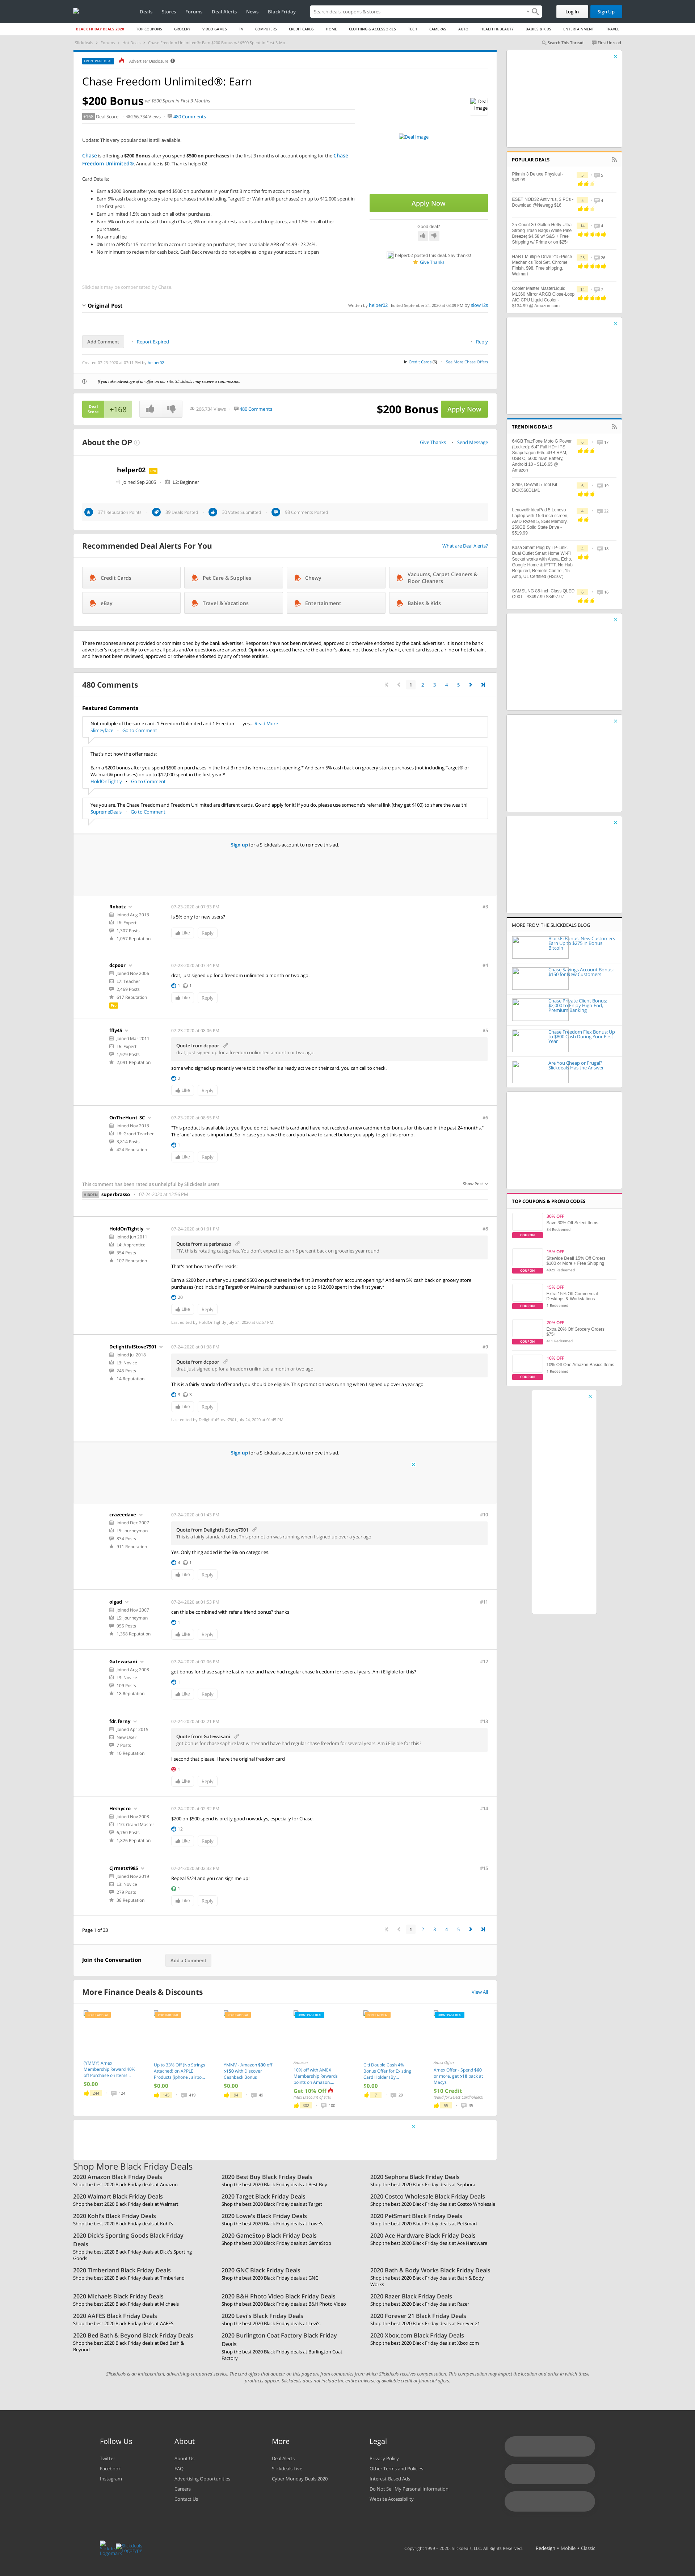 Deals Stores Forums Deal Alerts News Black Friday
Search deals, coupons & stores
Log In
Sign Up
BLACK FRIDAY DEALS 2020 TOP COUPONS GROCERY VIDEO GAMES TV COMPUTERS CREDIT CARDS HOME CLOTHING & ACCESSORIES TECH CAMERAS AUTO HEALTH & BEAUTY BABIES & KIDS ENTERTAINMENT TRAVEL
Search This Thread
First Unread
Advertiser Disclosure
Chase Freedom Unlimited®: Earn
$200 Bonus w/ $500 Spent in First 3-Months
+168 Deal Score
266,734 Views
480 Comments
Deal Image
Deal Image
Update: This very popular deal is still available.
Chase is offering a $200 Bonus after you spend $500 on purchases in the first 3 months of account opening for the Chase
Freedom Unlimited®. Annual fee is $0. Thanks helper02
Card Details:
Earn a $200 Bonus after you spend $500 on purchases in your first 3 months from account opening.
Earn 5% cash back on grocery store purchases (not including Target® or Walmart®) on up to $12,000 spent in
the first year.
Earn unlimited 1.5% cash back on all other purchases.
Earn 5% on travel purchased through Chase, 3% on dining at restaurants and drugstores, and 1.5% on all other
purchases.
No annual fee
0% Intro APR for 15 months from account opening on purchases, then a variable APR of 14.99 - 23.74%.
No minimum to redeem for cash back. Cash Back rewards do not expire as long as your account is open.
Apply Now
Good deal?
helper02 posted this deal. Say thanks!
Give Thanks
Slickdeals may be compensated by Chase.
Original Post
Written by helper02 Edited September 24, 2020 at 03:09 PM by slow12s
Add Comment
Report Expired
Reply
Created 07-23-2020 at 07:11 PM by helper02
in Credit Cards (6)
See More Chase Offers
If you take advantage of an offer on our site, Slickdeals may receive a commission.
Deal Score +168
266,734 Views
480 Comments
$200 Bonus
Apply Now
About the OP
Give Thanks
Send Message
helper02
Joined Sep 2005
L2: Beginner
371 Reputation Points
39 Deals Posted
30 Votes Submitted
98 Comments Posted
Recommended Deal Alerts For You
What are Deal Alerts?
Credit Cards
Pet Care & Supplies
Chewy
Vacuums, Carpet Cleaners & Floor Cleaners
eBay
Travel & Vacations
Entertainment
Babies & Kids
These responses are not provided or commissioned by the bank advertiser. Responses have not been reviewed, approved or otherwise endorsed by the bank advertiser. It is not the bank
advertiser's responsibility to ensure all posts and/or questions are answered. Opinions expressed here are the author's alone, not those of any bank, credit card issuer, airline or hotel chain,
and have not been reviewed, approved or otherwise endorsed by any of these entities.
480 Comments
1 2 3 4 5
Featured Comments
Not multiple of the same card. 1 Freedom Unlimited and 1 Freedom — yes... Read More
Slimeyface
Go to Comment
That's not how the offer reads:
Earn a $200 bonus after you spend $500 on purchases in the first 3 months from account opening.* And earn 5% cash back on grocery store purchases (not including Target® or
Walmart® purchases) on up to $12,000 spent in the first year.*
HoldOnTightly
Go to Comment
Yes you are. The Chase Freedom and Freedom Unlimited are different cards. Go and apply for it! If you do, please use someone's referral link (they get $100) to share the wealth!
SupremeDeals
Go to Comment
Sign up for a Slickdeals account to remove this ad.
Robotz
Joined Aug 2013
L6: Expert
1,307 Posts
1,057 Reputation
07-23-2020 at 07:33 PM
#3
Is 5% only for new users?
Like
Reply
dcpoor
Joined Nov 2006
L7: Teacher
2,469 Posts
617 Reputation
07-23-2020 at 07:44 PM
#4
drat, just signed up for a freedom unlimited a month or two ago.
1 1
Like
Reply
ffly45
Joined Mar 2011
L6: Expert
1,979 Posts
2,091 Reputation
07-23-2020 at 08:06 PM
#5
Quote from dcpoor
drat, just signed up for a freedom unlimited a month or two ago.
some who signed up recently were told the offer is already active on their card. you can call to check.
2
Like
Reply
OnTheHunt_SC
Joined Nov 2013
L8: Grand Teacher
3,814 Posts
424 Reputation
07-23-2020 at 08:55 PM
#6
"This product is available to you if you do not have this card and have not received a new cardmember bonus for this card in the past 24 months."
The 'and' above is important. So in case you have the card you have to cancel before you apply to get this promo.
1
Like
Reply
This comment has been rated as unhelpful by Slickdeals users
Show Post
superbrasso
07-24-2020 at 12:56 PM
HoldOnTightly
Joined Jun 2011
L4: Apprentice
354 Posts
197 Reputation
07-24-2020 at 01:01 PM
#8
Quote from superbrasso
FYI, this is rotating categories. You don't expect to earn 5 percent back on groceries year round
That's not how the offer reads:
Earn a $200 bonus after you spend $500 on purchases in the first 3 months from account opening.* And earn 5% cash back on grocery store purchases
(not including Target® or Walmart® purchases) on up to $12,000 spent in the first year.*
20
Like
Reply
Last edited by HoldOnTightly July 24, 2020 at 02:37 PM
DelightfulStove7901
Joined Jul 2018
L3: Novice
245 Posts
14 Reputation
07-24-2020 at 01:38 PM
#9
Quote from dcpoor
drat, just signed up for a freedom unlimited a month or two ago.
This is a fairly standard offer and you should be eligible. This promotion was running when I signed up over a year ago
3 3
Like
Reply
Last edited by DelightfulStove7901 July 24, 2020 at 01:40 PM
Sign up for a Slickdeals account to remove this ad.
crazeedave
Joined Dec 2007
L5: Journeyman
834 Posts
911 Reputation
07-24-2020 at 01:43 PM
#10
Quote from DelightfulStove7901
This is a fairly standard offer. This promotion was running when I signed up over a year ago
Yes. Only thing added is the 5% on categories.
4 1
Like
Reply
olgad
Joined Nov 2007
L5: Journeyman
955 Posts
1,358 Reputation
07-24-2020 at 01:53 PM
#11
can this be combined with refer a friend bonus? thanks
1
Like
Reply
Gatewasani
Joined Aug 2008
L3: Novice
109 Posts
18 Reputation
07-24-2020 at 02:06 PM
#12
got bonus for chase saphire last winter and have had regular chase freedom for several years. Am i Eligible for this?
1
Like
Reply
fdr.ferny
Joined Apr 2015
New User
7 Posts
10 Reputation
07-24-2020 at 02:21 PM
#13
Quote from Gatewasani
got bonus for chase saphire last winter and have had regular chase freedom for several years. Am i Eligible for this?
I second that please. I have the original freedom card
1
Like
Reply
Hrshycro
Joined Nov 2008
L10: Grand Master
6,760 Posts
1,826 Reputation
07-24-2020 at 02:32 PM
#14
$200 on $500 spend is pretty good nowadays, especially for Chase.
12
Like
Reply
Cjrmets1985
Joined Nov 2019
L3: Novice
279 Posts
38 Reputation
07-24-2020 at 02:32 PM
#15
Repeat 5/24 and you can sign me up!
1
Like
Reply
Page 1 of 33
1 2 3 4 5
Join the Conversation
Add a Comment
More Finance Deals & Discounts
View All
(YMMV) Amex Membership Reward 40% off Purchase on Items...
$0.00
Up to 33% Off (No Strings Attached) on APPLE Products (iphone , airpo...
$0.00
YMMV - Amazon $30 off $150 with Discover Cashback Bonus
$0.00
10% off with AMEX Membership Rewards points on Amazon...
Get 10% Off
Citi Double Cash 4% Bonus Offer for Existing Card Holder (By...
$0.00
Amex Offer - Spend $60 or more, get $10 back at Macys
$10 Credit
POPULAR DEALS
Pikmin 3 Deluxe Physical - $49.99
ESET NOD32 Antivirus, 3 PCs - Download @Newegg $16
25-Count 30-Gallon Hefty Ultra Strong Trash Bags (White Pine Breeze) $4.58 w/ S&S + Free Shipping w/ Prime or on $25+
HART Multiple Drive 215-Piece Mechanics Tool Set, Chrome Finish, $98, Free shipping, Walmart
Cooler Master MasterLiquid ML360 Mirror ARGB Close-Loop AIO CPU Liquid Cooler - $134.99 @ Amazon.com
TRENDING DEALS
64GB TracFone Moto G Power (Locked): 6.4" Full HD+ IPS, Snapdragon 665, 4GB RAM, USB C, 5000 mAh Battery, Android 10 - $116.65 @ Amazon
$299, DeWalt 5 Tool Kit DCK560D1M1
Lenovo® IdeaPad 5 Lenovo Laptop with 15.6 inch screen, AMD Ryzen 5, 8GB Memory, 256GB Solid State Drive - $519.99
Kasa Smart Plug by TP-Link, Dual Outlet Smart Home Wi-Fi Socket works with Alexa, Echo, Google Home & IFTTT, No Hub Required, Remote Control, 15 Amp, UL Certified (HS107)
SAMSUNG 85-inch Class QLED Q90T - $3497.99 $3497.97
MORE FROM THE SLICKDEALS BLOG
BlockFi Bonus: New Customers Earn Up to $275 in Bonus Bitcoin
Chase Savings Account Bonus: $150 for New Customers
Chase Private Client Bonus: $2,000 to Enjoy High-End, Premium Banking
Chase Freedom Flex Bonus: Up to $800 Cash During Your First Year
Are You Cheap or Frugal? Slickdeals Has the Answer
TOP COUPONS & PROMO CODES
30% OFF
Save 30% Off Select Items
COUPON
15% OFF
Sitewide Deal! 15% Off Orders $100 or More + Free Shipping
COUPON
15% OFF
Extra 15% Off Commercial Desktops & Workstations
COUPON
20% OFF
Extra 20% Off Grocery Orders $75+
COUPON
10% OFF
10% Off One Amazon Basics Items
COUPON
Shop More Black Friday Deals
2020 Amazon Black Friday Deals
Shop the best 2020 Black Friday deals at Amazon
2020 Best Buy Black Friday Deals
Shop the best 2020 Black Friday deals at Best Buy
2020 Sephora Black Friday Deals
Shop the best 2020 Black Friday deals at Sephora
2020 Walmart Black Friday Deals
Shop the best 2020 Black Friday deals at Walmart
2020 Target Black Friday Deals
Shop the best 2020 Black Friday deals at Target
2020 Costco Wholesale Black Friday Deals
Shop the best 2020 Black Friday deals at Costco Wholesale
2020 Kohl's Black Friday Deals
Shop the best 2020 Black Friday deals at Kohl's
2020 Lowe's Black Friday Deals
Shop the best 2020 Black Friday deals at Lowe's
2020 PetSmart Black Friday Deals
Shop the best 2020 Black Friday deals at PetSmart
2020 Dick's Sporting Goods Black Friday Deals
Shop the best 2020 Black Friday deals at Dick's Sporting Goods
2020 GameStop Black Friday Deals
Shop the best 2020 Black Friday deals at GameStop
2020 Ace Hardware Black Friday Deals
Shop the best 2020 Black Friday deals at Ace Hardware
2020 Timberland Black Friday Deals
Shop the best 2020 Black Friday deals at Timberland
2020 GNC Black Friday Deals
Shop the best 2020 Black Friday deals at GNC
2020 Bath & Body Works Black Friday Deals
Shop the best 2020 Black Friday deals at Bath & Body Works
2020 Michaels Black Friday Deals
Shop the best 2020 Black Friday deals at Michaels
2020 B&H Photo Video Black Friday Deals
Shop the best 2020 Black Friday deals at B&H Photo Video
2020 Razer Black Friday Deals
Shop the best 2020 Black Friday deals at Razer
2020 AAFES Black Friday Deals
Shop the best 2020 Black Friday deals at AAFES
2020 Levi's Black Friday Deals
Shop the best 2020 Black Friday deals at Levi's
2020 Forever 21 Black Friday Deals
Shop the best 2020 Black Friday deals at Forever 21
2020 Bed Bath & Beyond Black Friday Deals
Shop the best 2020 Black Friday deals at Bed Bath & Beyond
2020 Burlington Coat Factory Black Friday Deals
Shop the best 2020 Black Friday deals at Burlington Coat Factory
2020 Xbox.com Black Friday Deals
Shop the best 2020 Black Friday deals at Xbox.com
Slickdeals is an independent, advertising-supported service. The card offers that appear on this page are from companies from which Slickdeals receives compensation. This compensation may impact the location and order in which these
products appear. Slickdeals does not include the entire universe of available credit or financial offers.
Follow Us
Twitter
Facebook
Instagram
About
About Us
FAQ
Advertising Opportunities
Careers
Contact Us
More
Deal Alerts
Slickdeals Live
Cyber Monday Deals 2020
Legal
Privacy Policy
Other Terms and Policies
Interest-Based Ads
Do Not Sell My Personal Information
Website Accessibility
Copyright 1999 - 2020. Slickdeals, LLC. All Rights Reserved.
Redesign • Mobile • Classic